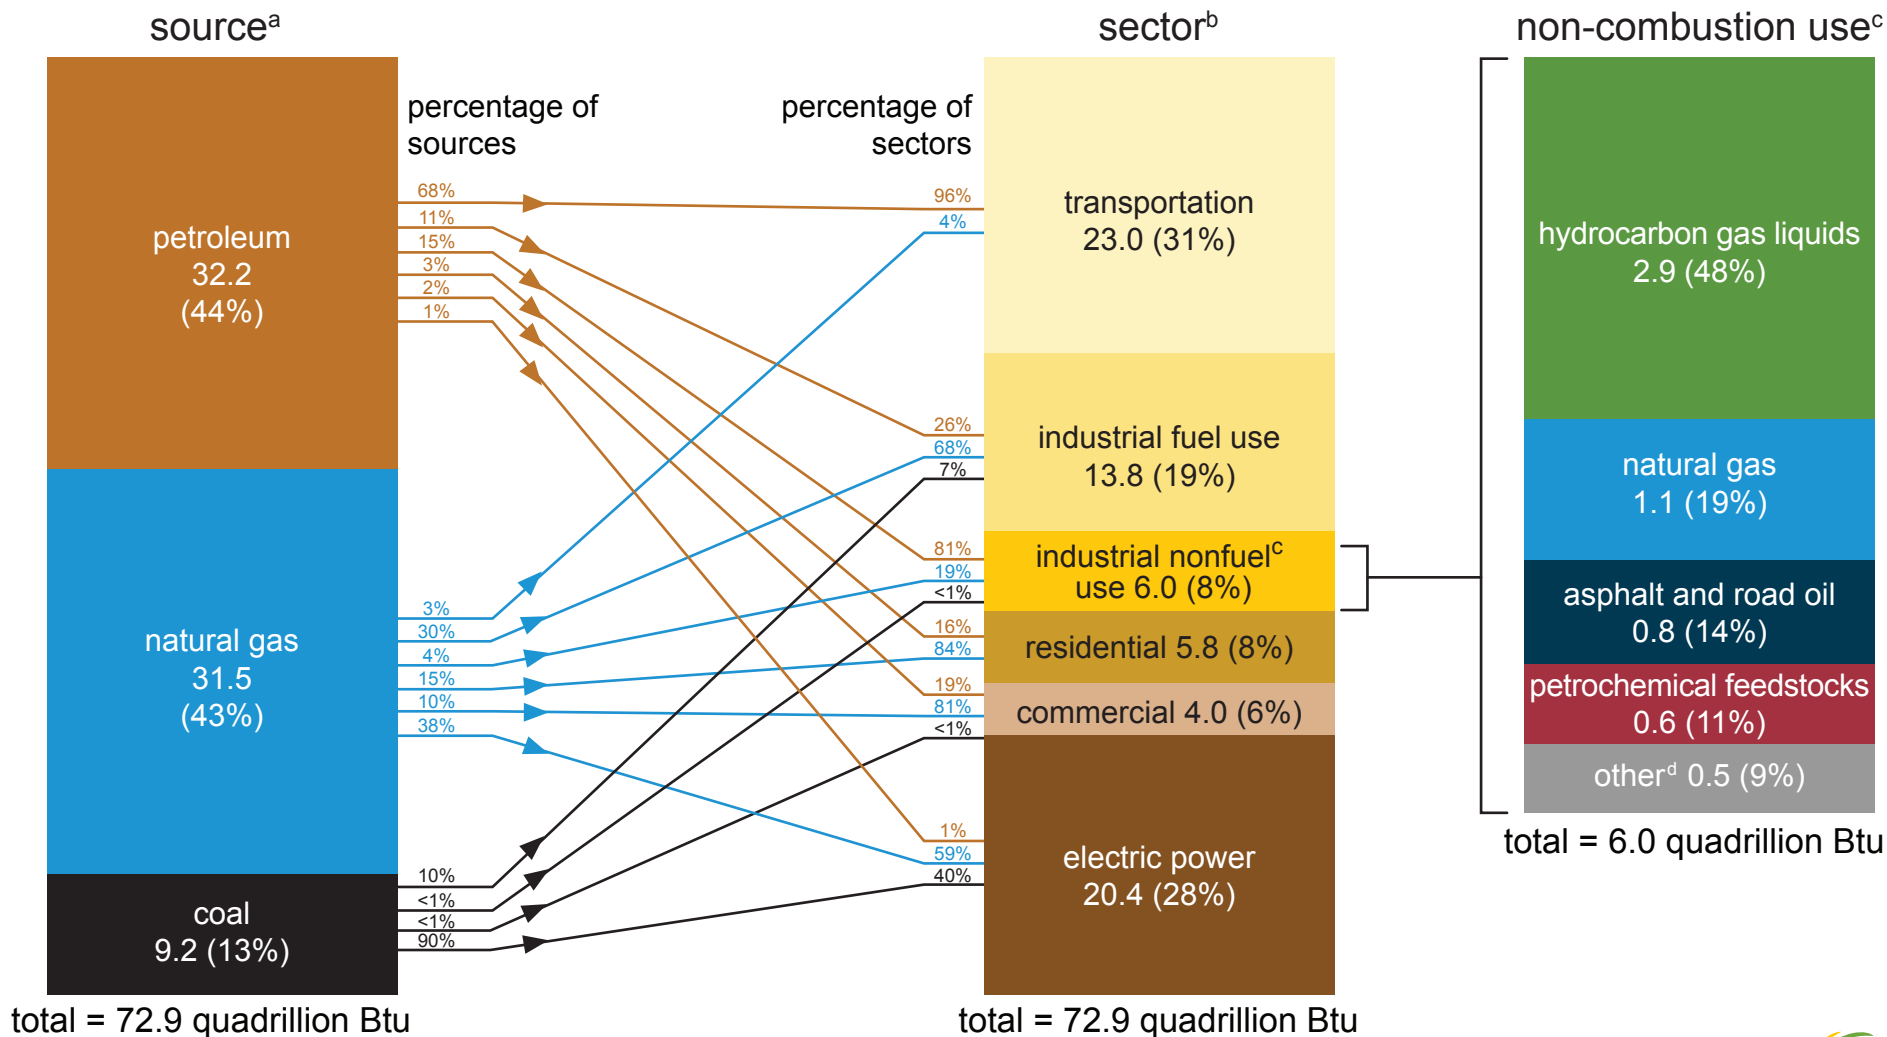 sourceᵃ
percentage of
sources
petroleum
32.2
(44%)
68%
11%
15%
3%
2%
1%
natural gas
31.5
(43%)
3%
30%
4%
15%
10%
38%
coal
9.2 (13%)
10%
<1%
<1%
90%
total = 72.9 quadrillion Btu
sectorᵇ
percentage of
sectors
96%
4%
transportation
23.0 (31%)
26%
68%
7%
industrial fuel use
13.8 (19%)
81%
19%
<1%
industrial nonfuelᶜ
use 6.0 (8%)
16%
84%
residential 5.8 (8%)
19%
81%
<1%
commercial 4.0 (6%)
1%
59%
40%
electric power
20.4 (28%)
total = 72.9 quadrillion Btu
non-combustion useᶜ
hydrocarbon gas liquids
2.9 (48%)
natural gas
1.1 (19%)
asphalt and road oil
0.8 (14%)
petrochemical feedstocks
0.6 (11%)
otherᵈ 0.5 (9%)
total = 6.0 quadrillion Btu